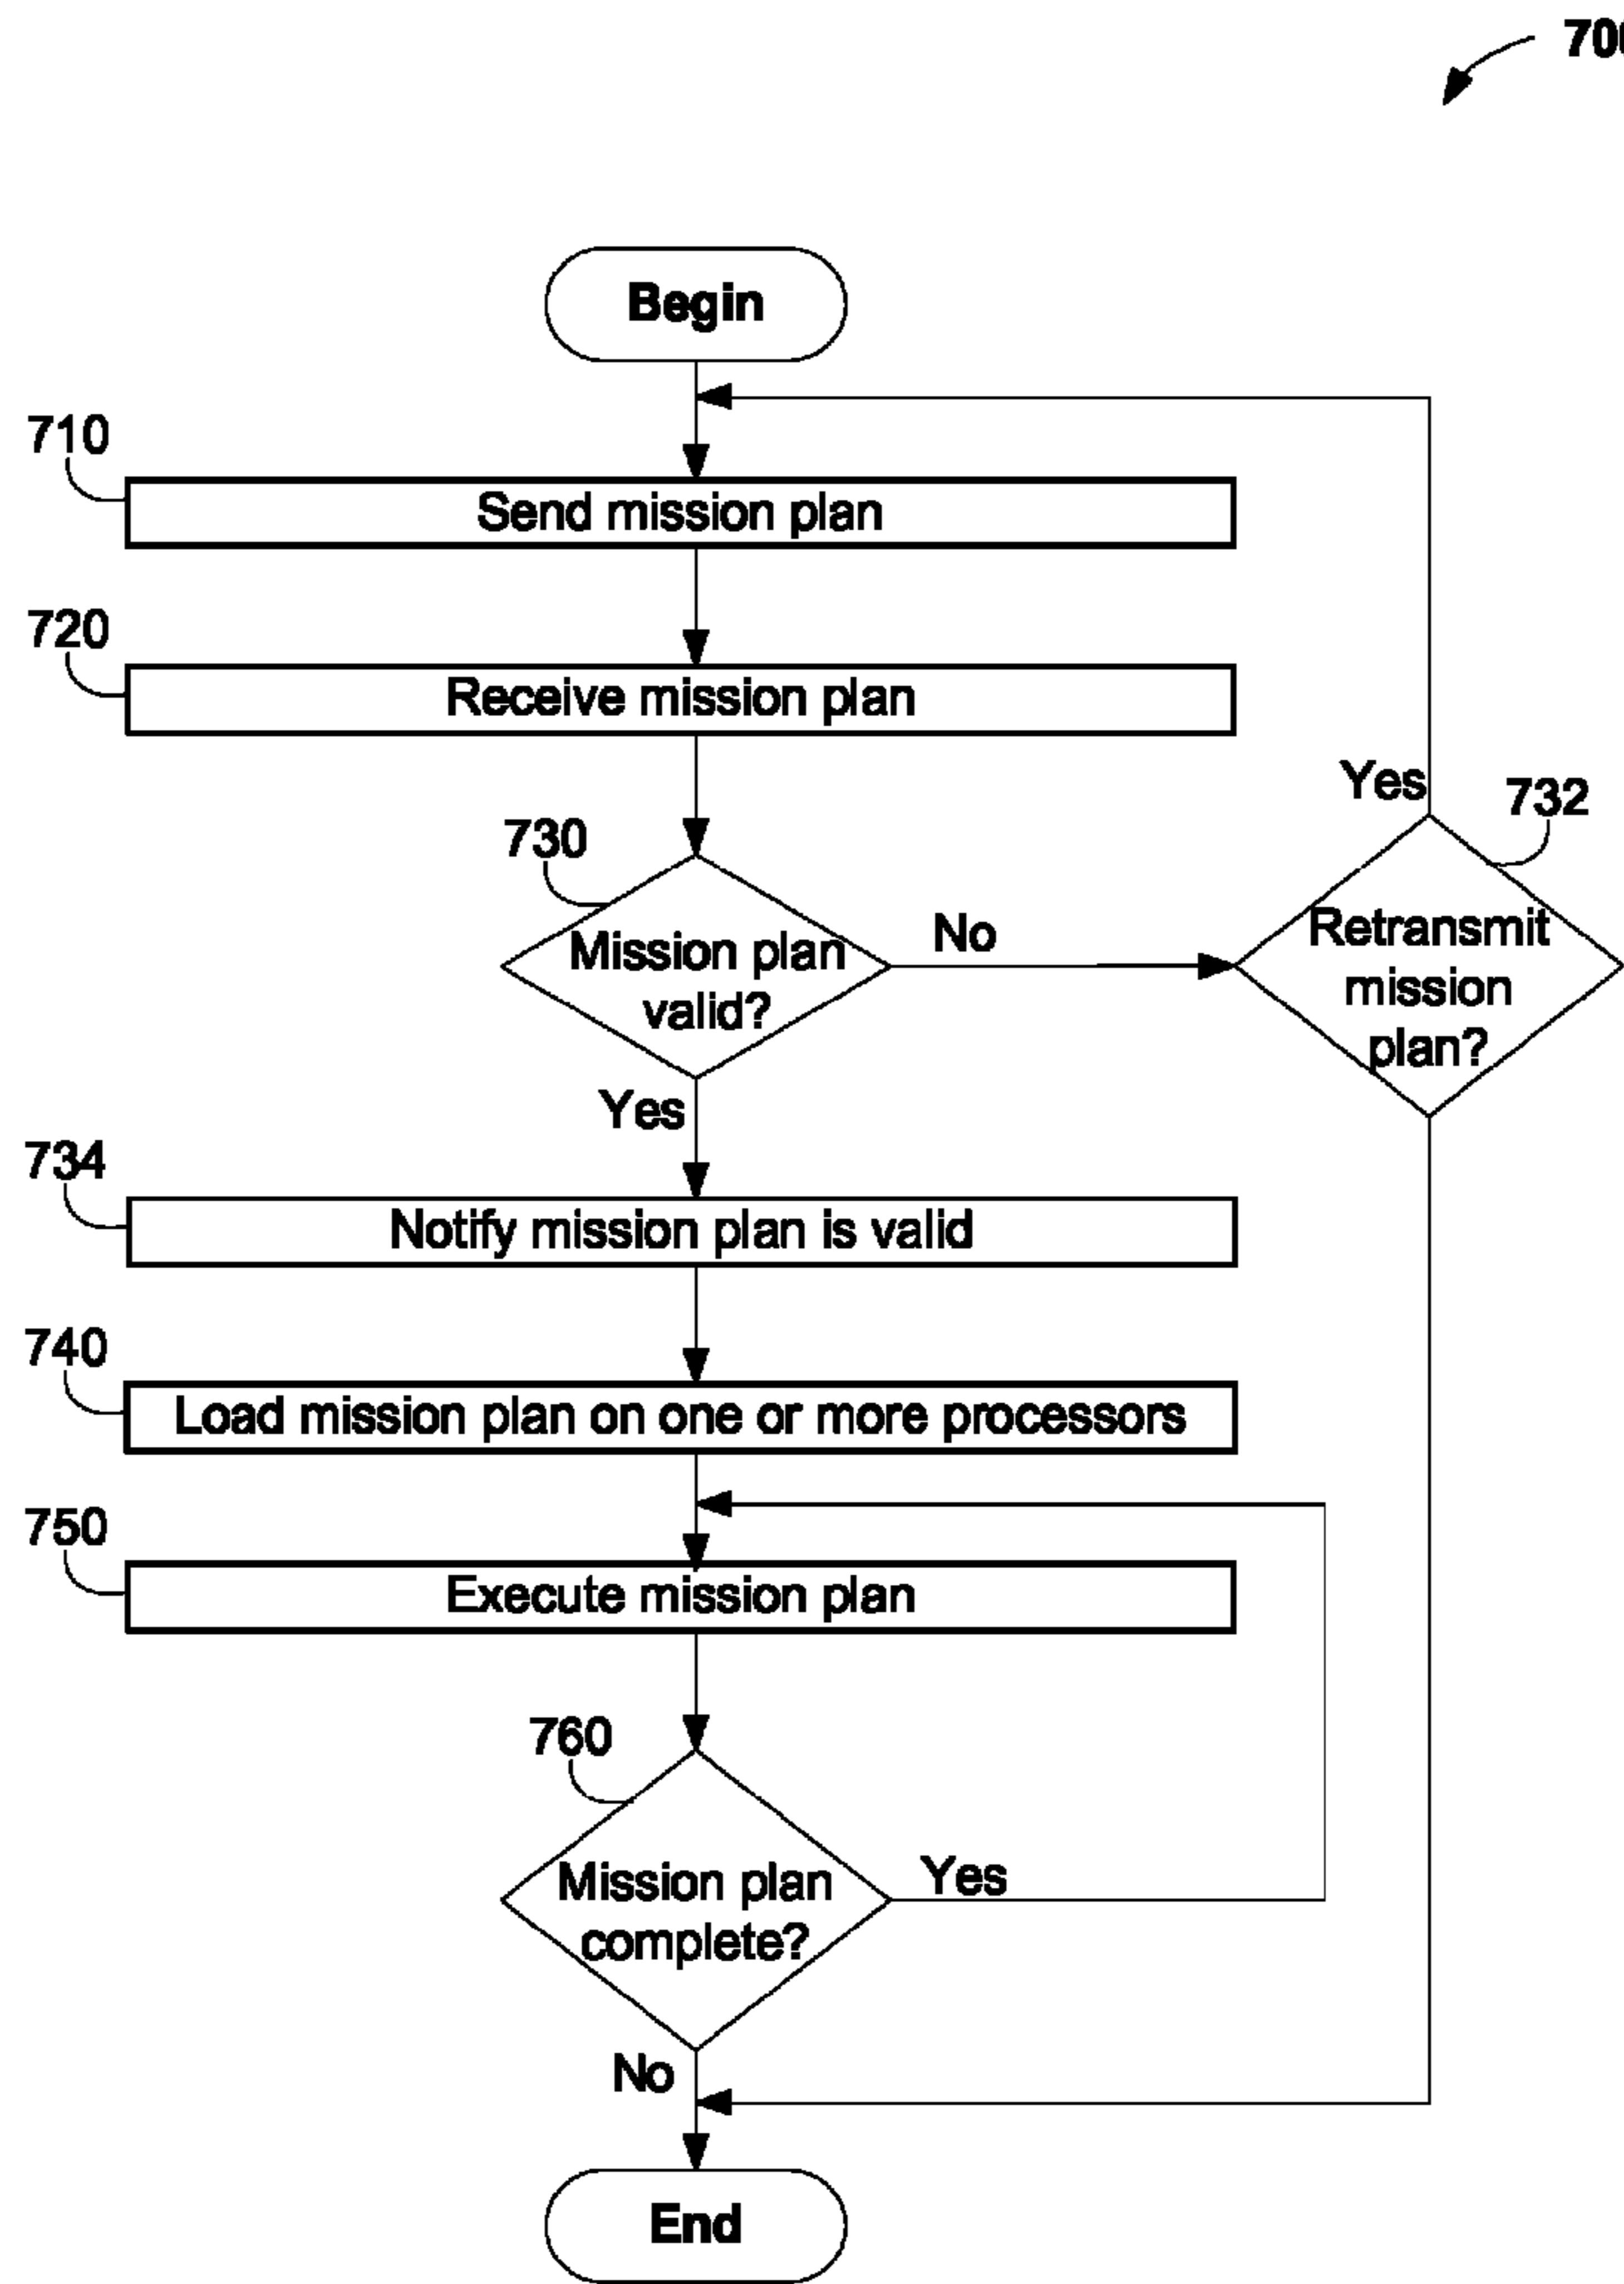 Begin
710
Send mission plan
720
Receive mission plan
730
Mission plan
valid?
No
Yes
732
Retransmit
mission
plan?
Yes
734
Notify mission plan is valid
740
Load mission plan on one or more processors
750
Execute mission plan
760
Mission plan
complete?
Yes
No
End